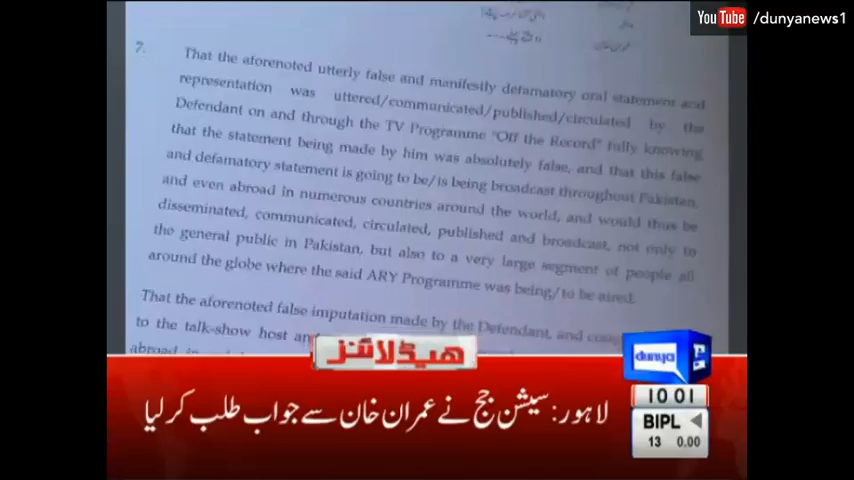 YouTube /dunyanews1
7. That the aforenoted utterly false and manifestly defamatory oral statement and
representation was uttered/communicated/published/circulated by the
Defendant on and through the TV Programme "Off the Record" fully knowing
that the statement being made by him was absolutely false, and that this false
and defamatory statement is going to be/is being broadcast throughout Pakistan,
and even abroad in numerous countries around the world, and would thus be
disseminated, communicated, circulated, published and broadcast, not only to
the general public in Pakistan, but also to a very large segment of people all
around the globe where the said ARY Programme was being/to be aired.
That the aforenoted false imputation made by the Defendant, and
to the talk-show host
abroad
ہیڈلائنز
dunya
لاہور: سیشن جج نے عمران خان سے جواب طلب کر لیا
10 01
BIPL
13 0.00